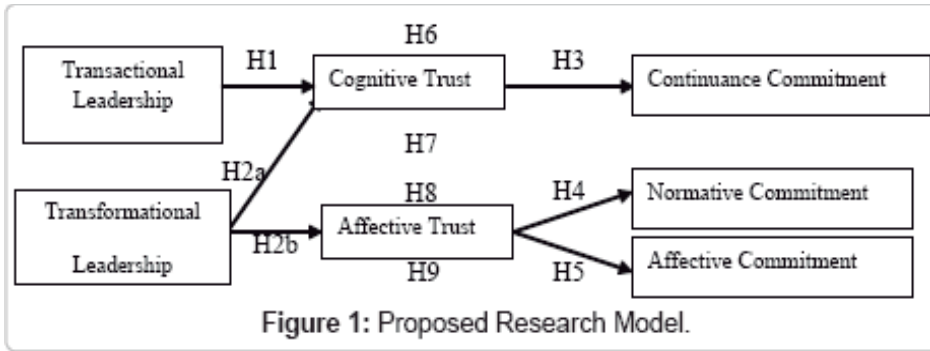 H6
Transactional
Leadership
H1
Cognitive Trust
H3
Continuance Commitment
H7
H2a
Transformational
Leadership
H2b
H8
Affective Trust
H9
H4
Normative Commitment
H5
Affective Commitment
Figure 1: Proposed Research Model.